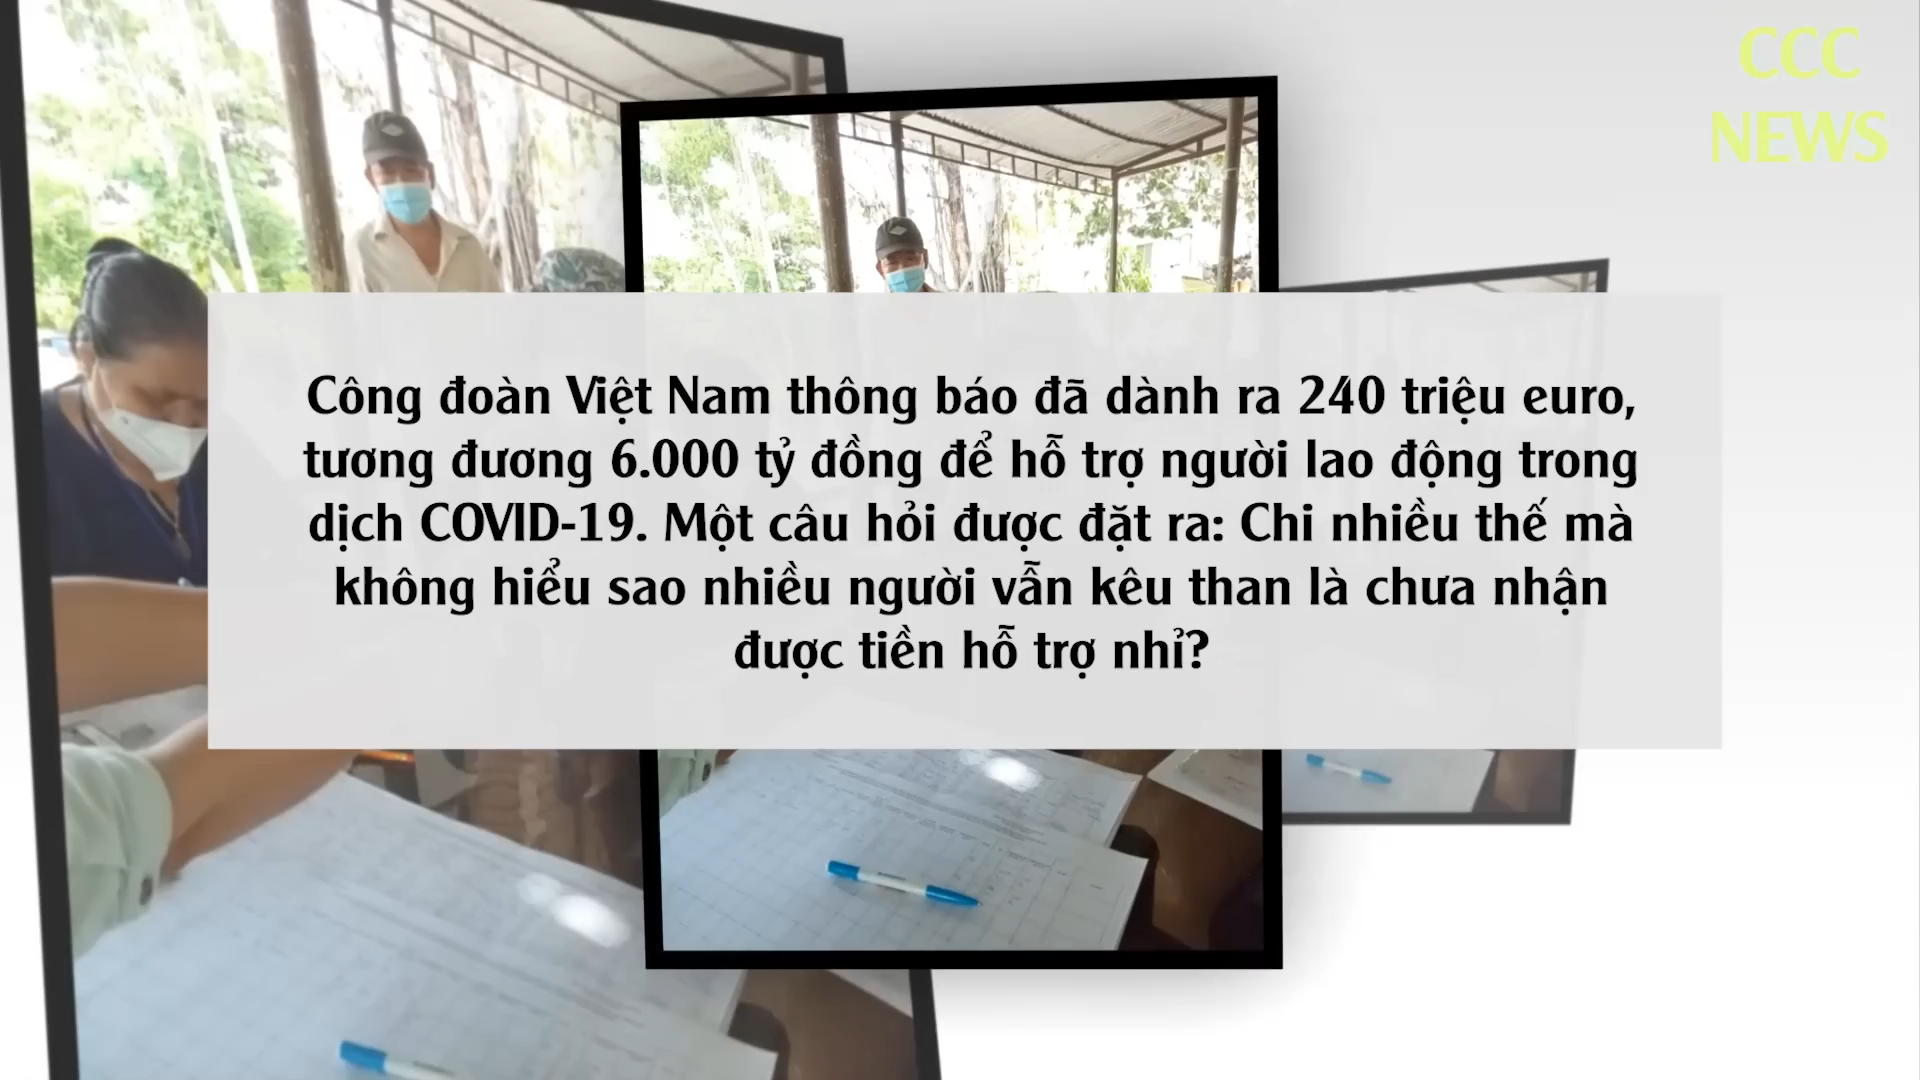 CCC
NEWS
Công đoàn Việt Nam thông báo đã dành ra 240 triệu euro,
tương đương 6.000 tỷ đồng để hỗ trợ người lao động trong
dịch COVID-19. Một câu hỏi được đặt ra: Chi nhiều thế mà
không hiểu sao nhiều người vẫn kêu than là chưa nhận
được tiền hỗ trợ nhỉ?